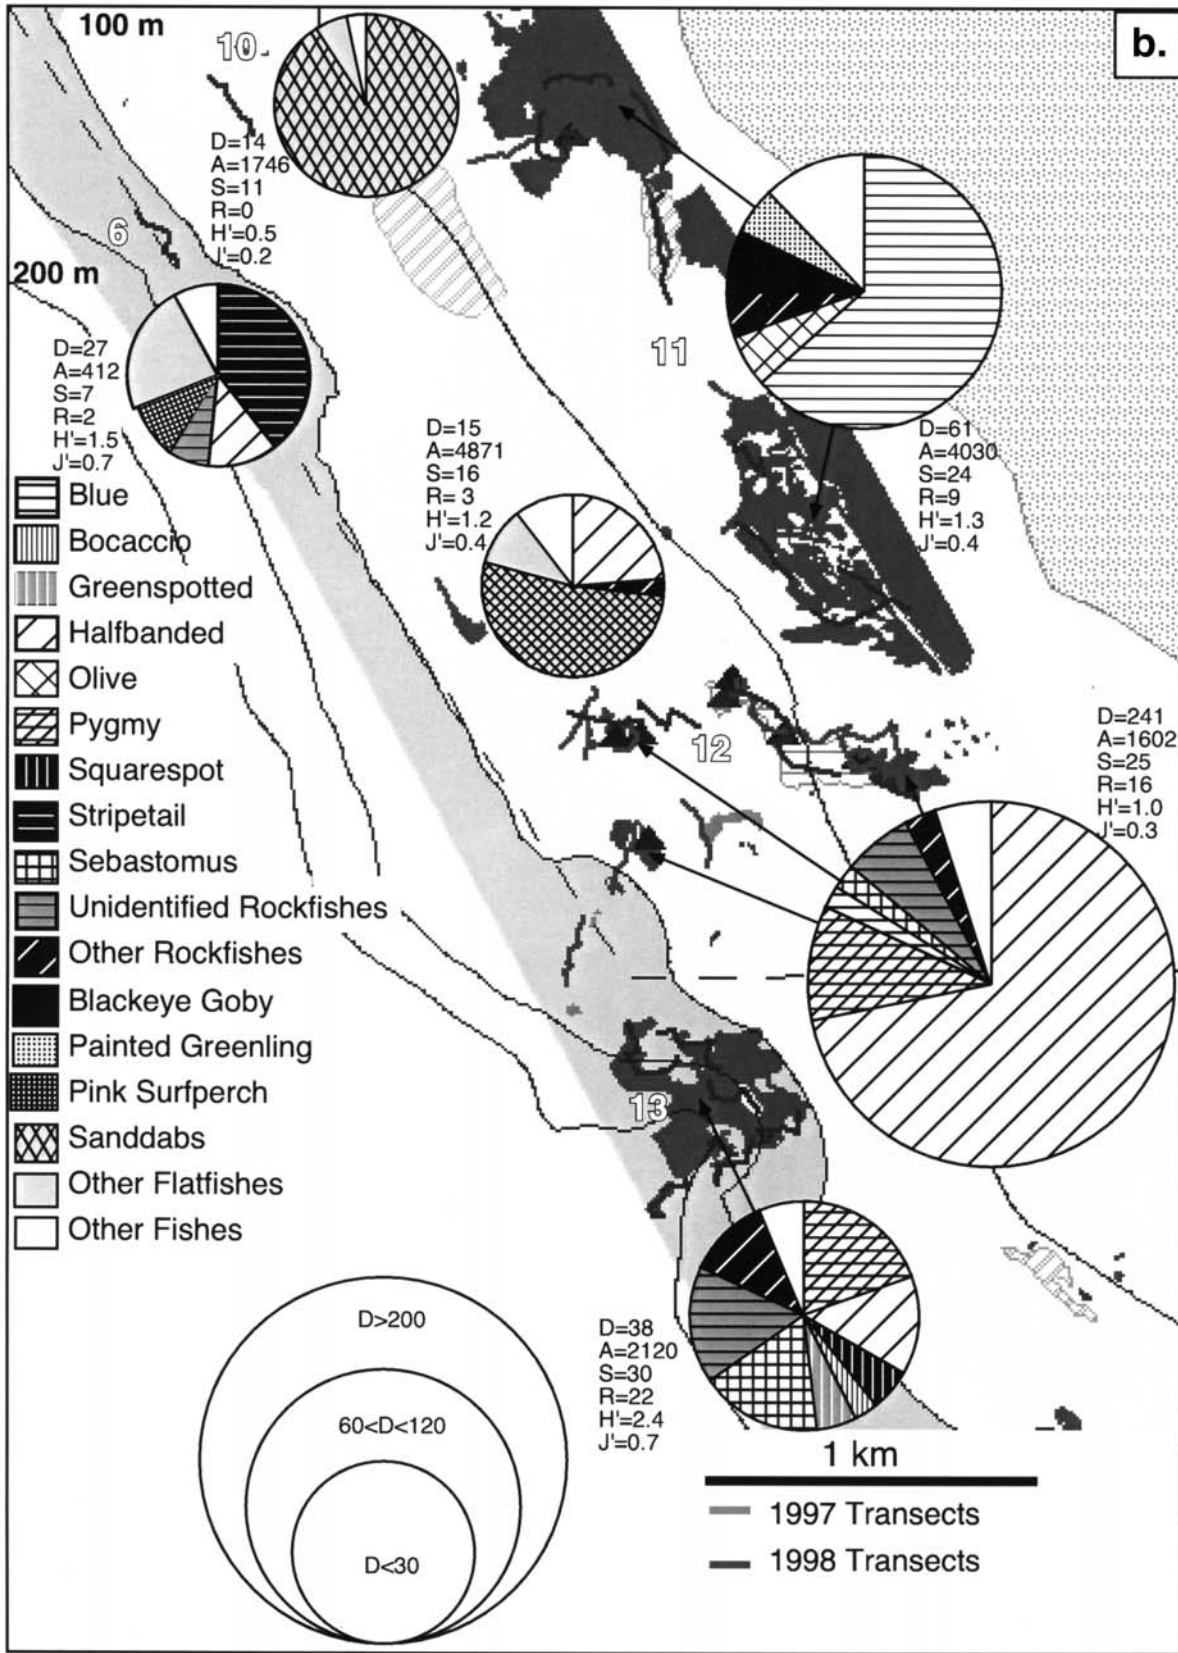 100 m
b.
10
D=14
A=1746
S=11
R=0
H'=0.5
J'=0.2
6
200 m
11
D=27
A=412
S=7
R=2
H'=1.5
J'=0.7
D=15
A=4871
S=16
R= 3
H'=1.2
J'=0.4
D=61
A=4030
S=24
R=9
H'=1.3
J'=0.4
Blue
Bocaccio
Greenspotted
Halfbanded
Olive
Pygmy
Squarespot
Stripetail
Sebastomus
Unidentified Rockfishes
Other Rockfishes
Blackeye Goby
Painted Greenling
Pink Surfperch
Sanddabs
Other Flatfishes
Other Fishes
12
D=241
A=1602
S=25
R=16
H'=1.0
J'=0.3
13
D=38
A=2120
S=30
R=22
H'=2.4
J'=0.7
D>200
60<D<120
D<30
1 km
1997 Transects
1998 Transects